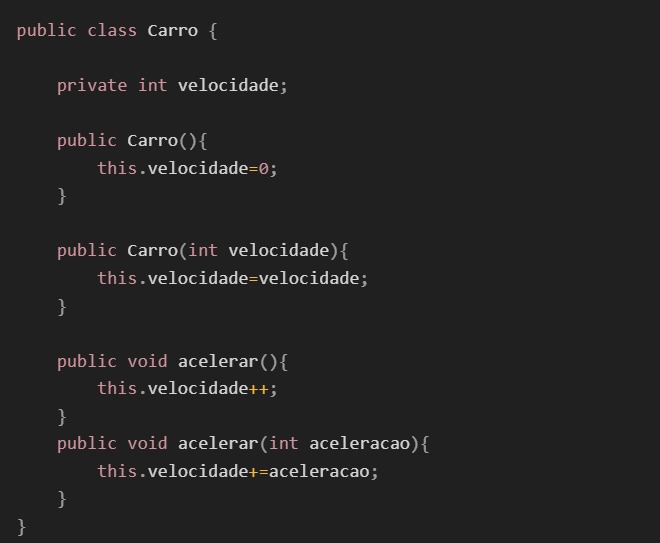 public class Carro {
private int velocidade;
public Carro(){
this.velocidade=0;
}
public Carro(int velocidade){
this.velocidade=velocidade;
}
public void acelerar(){
this.velocidade++;
}
public void acelerar(int aceleracao){
this.velocidade+=aceleracao;
}
}